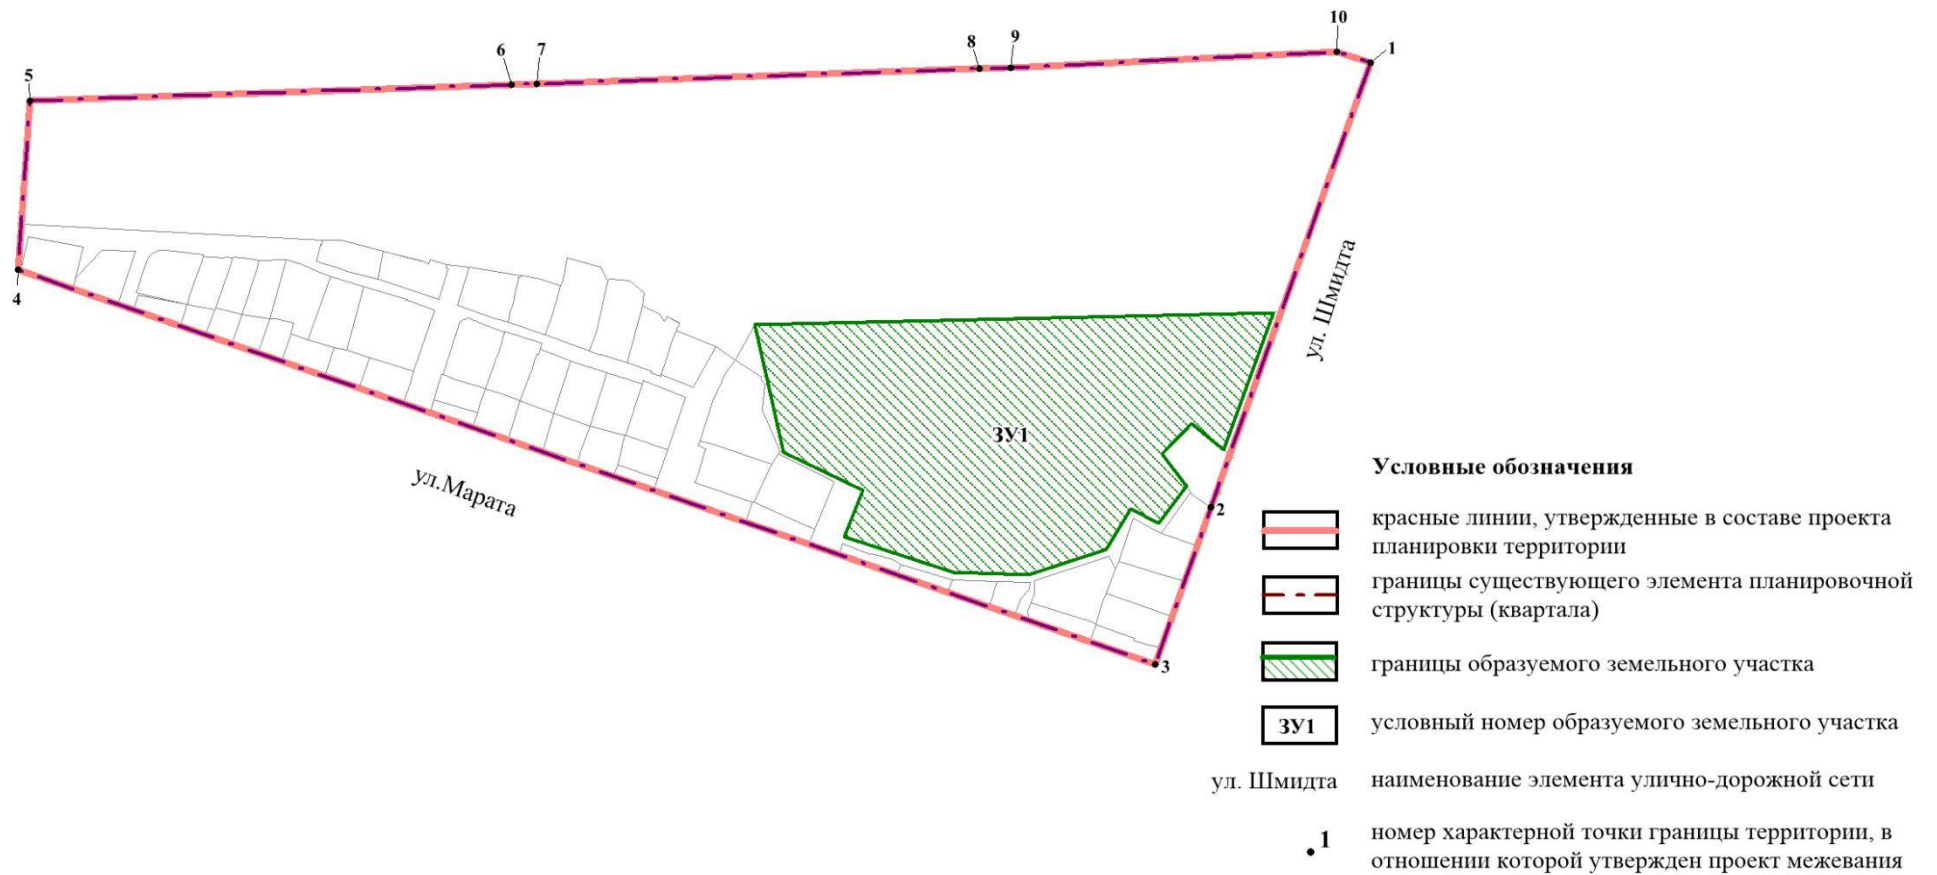 10
1
9
8
7
6
5
ул. Шмидта
4
ЗУ1
ул.Марата
2
3
Условные обозначения
красные линии, утвержденные в составе проекта
планировки территории
границы существующего элемента планировочной
структуры (квартала)
границы образуемого земельного участка
ЗУ1
условный номер образуемого земельного участка
ул. Шмидта
наименование элемента улично-дорожной сети
1
номер характерной точки границы территории, в
отношении которой утвержден проект межевания